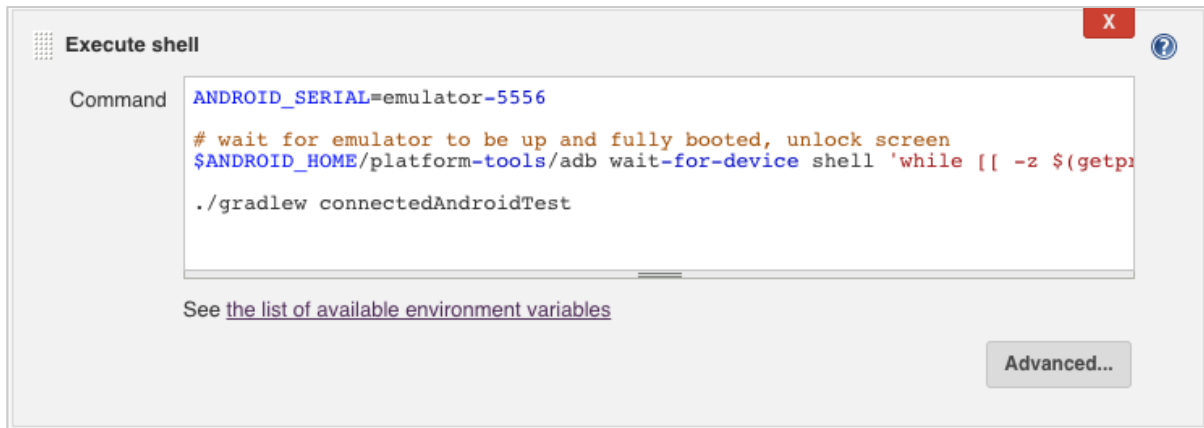 X
Execute shell
?
Command
ANDROID_SERIAL=emulator-5556
# wait for emulator to be up and fully booted, unlock screen
$ANDROID_HOME/platform-tools/adb wait-for-device shell 'while [[ -z $(getpr
./gradlew connectedAndroidTest
See the list of available environment variables
Advanced...